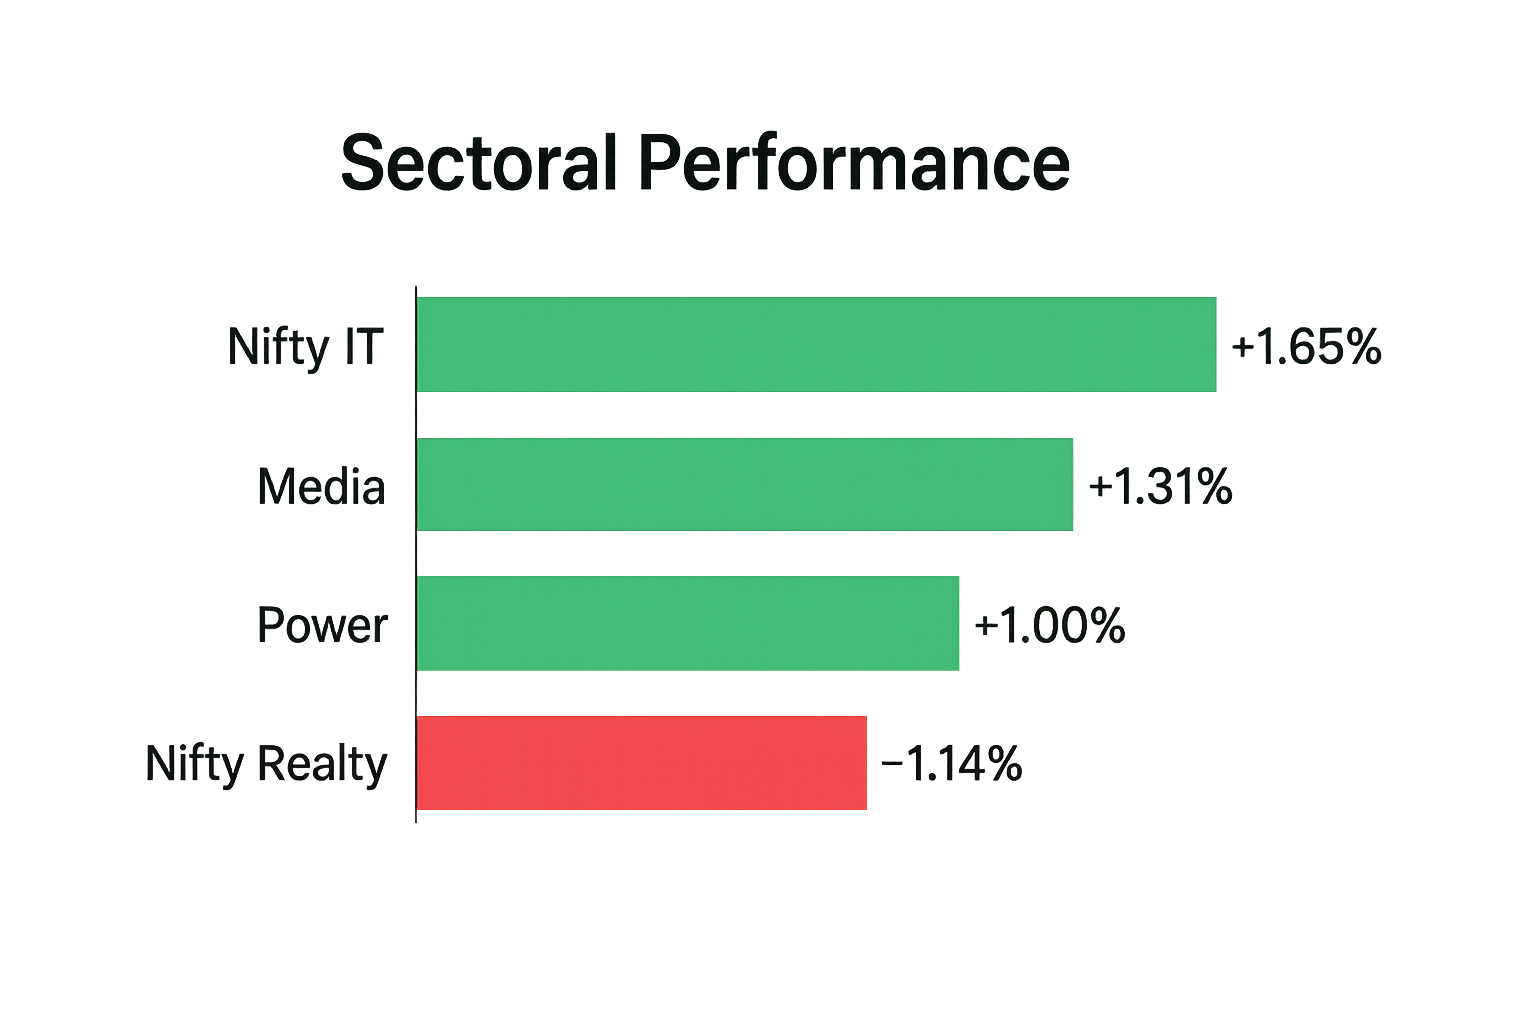 Sectoral Performance
Nifty IT +1.65%
Media +1.31%
Power +1.00%
Nifty Realty −1.14%